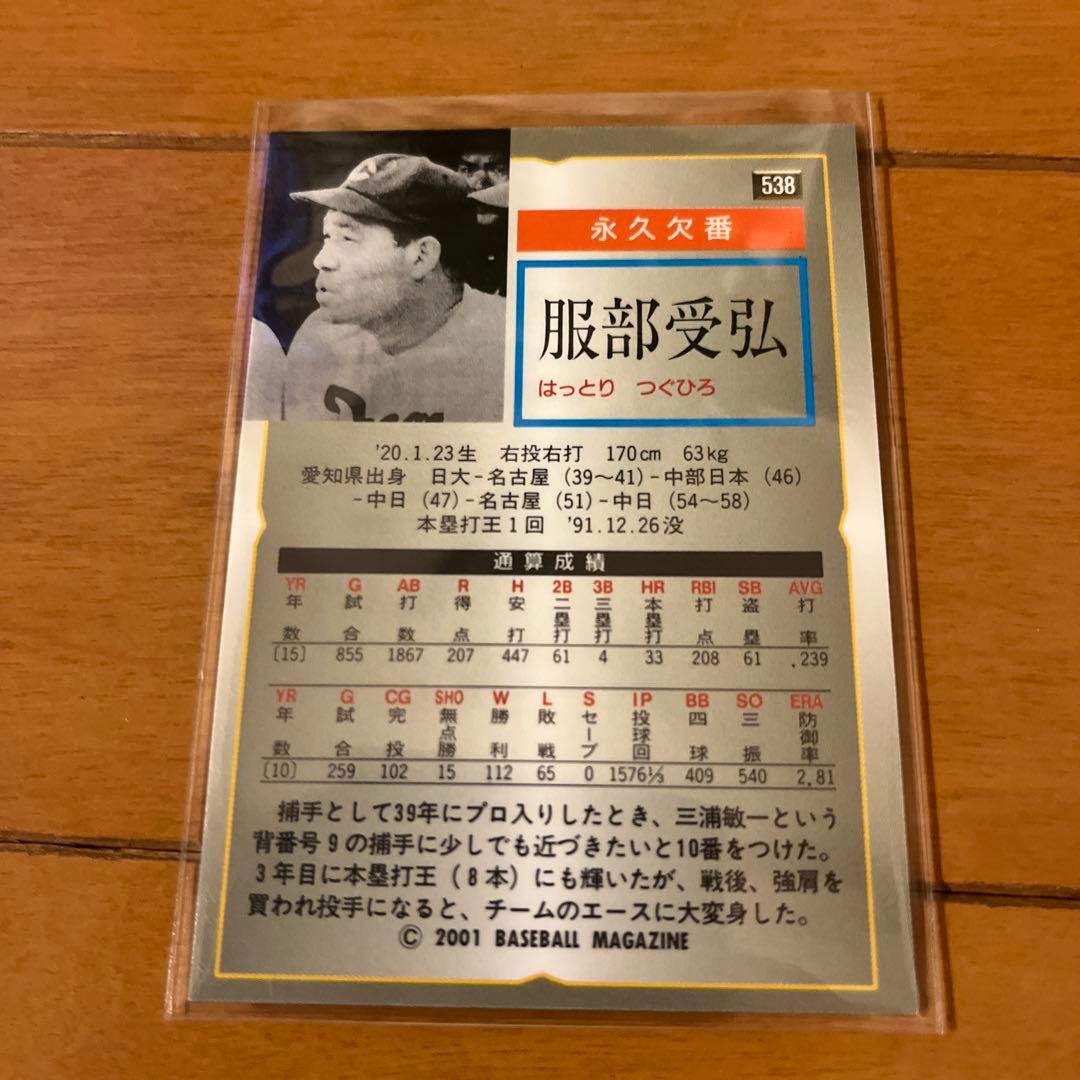 538
永久欠番
服部受弘
はっとり つぐひろ
'20.1.23生 右投右打 170cm 63kg
愛知県出身 日大-名古屋(39〜41)-中部日本(46)
-中日(47)-名古屋(51)-中日(54〜58)
本塁打王1回 '91.12.26没
通算成績
YR G AB R H 2B 3B HR RBI SB AVG
年数 試合 打数 得点 安打 二塁打 三塁打 本塁打 打点 盗塁 打率
(15) 855 1867 207 447 61 4 33 208 61 .239
YR G CG SHO W L S IP BB SO ERA
年数 試合 完投 無点勝 勝利 敗戦 セーブ 投球回 四球 三振 防御率
(10) 259 102 15 112 65 0 1576⅓ 409 540 2.81
捕手として39年にプロ入りしたとき、三浦敏一という
背番号9の捕手に少しでも近づきたいと10番をつけた。
3年目に本塁打王(8本)にも輝いたが、戦後、強肩を
買われ投手になると、チームのエースに大変身した。
© 2001 BASEBALL MAGAZINE